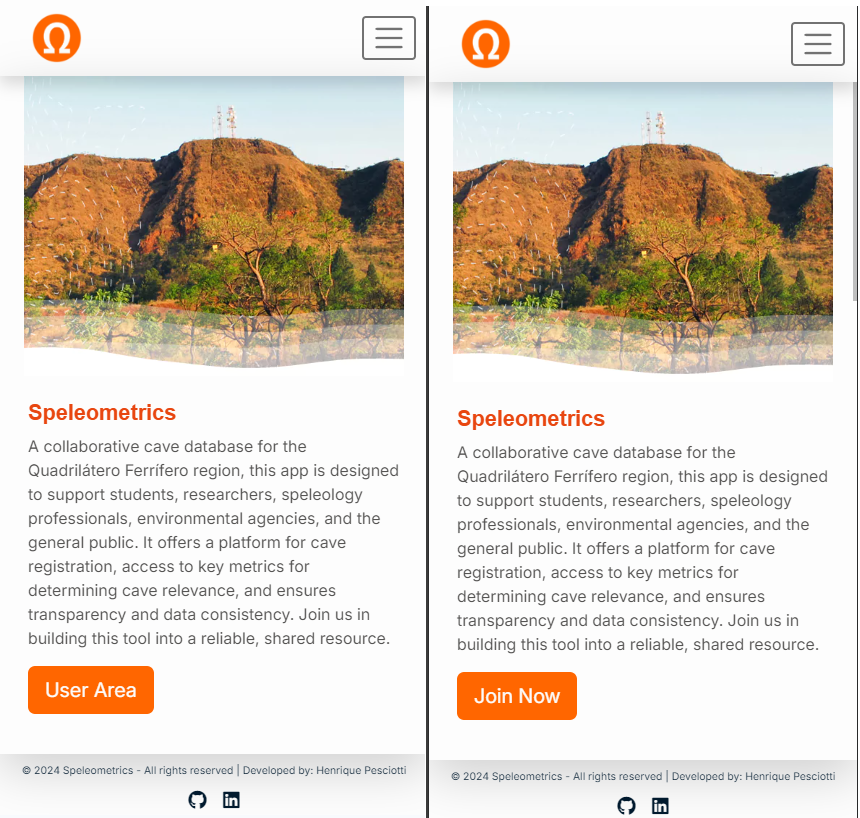 Ω
Speleometrics
A collaborative cave database for the
Quadrilátero Ferrífero region, this app is designed
to support students, researchers, speleology
professionals, environmental agencies, and the
general public. It offers a platform for cave
registration, access to key metrics for
determining cave relevance, and ensures
transparency and data consistency. Join us in
building this tool into a reliable, shared resource.
User Area
© 2024 Speleometrics - All rights reserved | Developed by: Henrique Pesciotti
in
Ω
Speleometrics
A collaborative cave database for the
Quadrilátero Ferrífero region, this app is designed
to support students, researchers, speleology
professionals, environmental agencies, and the
general public. It offers a platform for cave
registration, access to key metrics for
determining cave relevance, and ensures
transparency and data consistency. Join us in
building this tool into a reliable, shared resource.
Join Now
© 2024 Speleometrics - All rights reserved | Developed by: Henrique Pesciotti
in